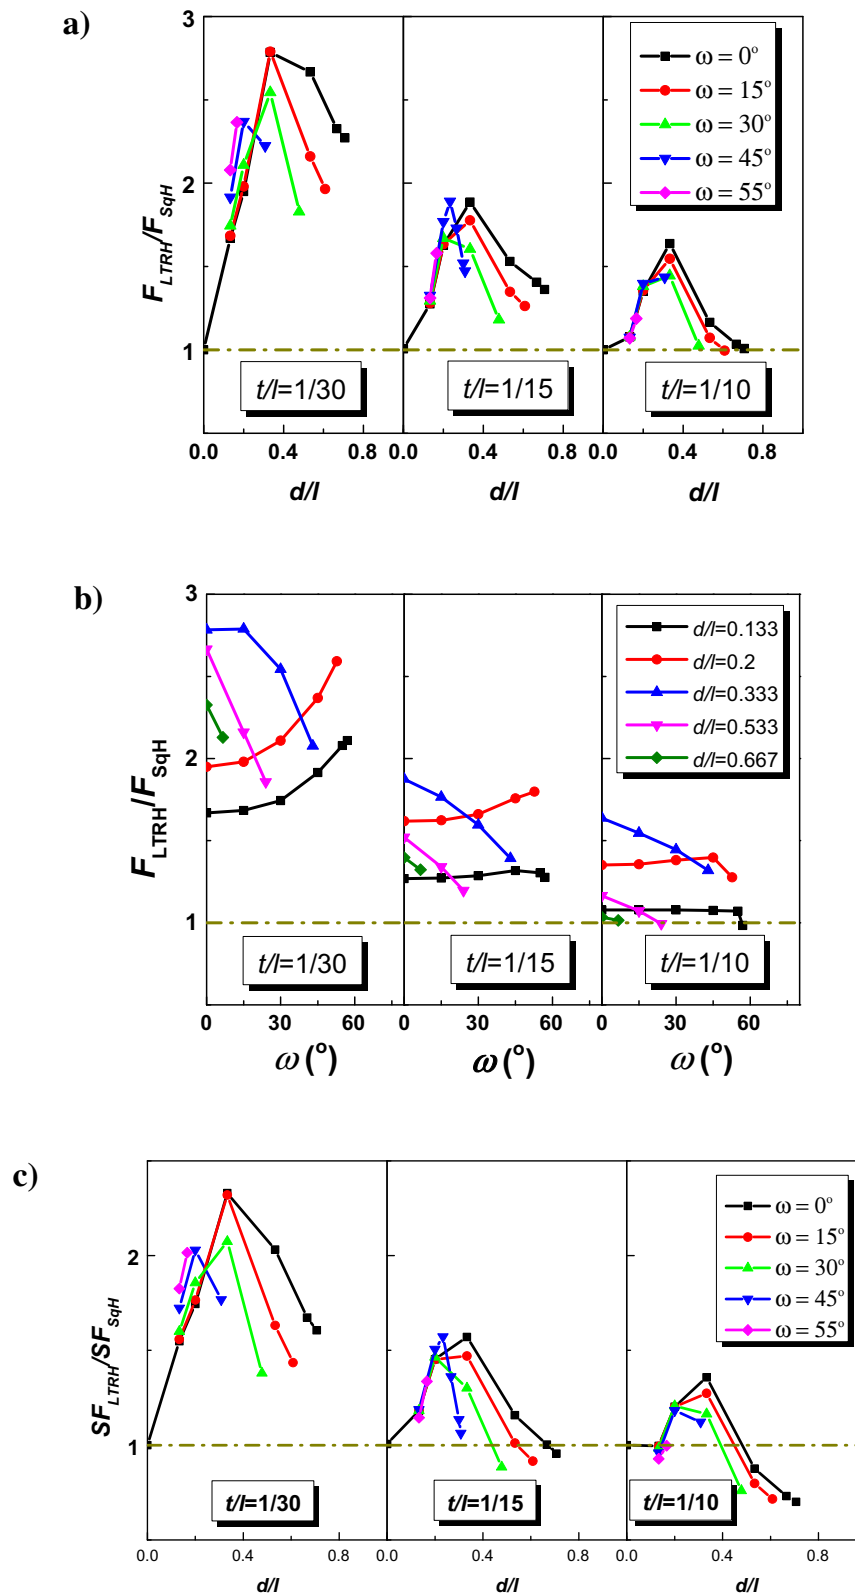 a)
3
2
1
F_LTRH/F_SqH
ω = 0°
ω = 15°
ω = 30°
ω = 45°
ω = 55°
t/l=1/30
t/l=1/15
t/l=1/10
0.0 0.4 0.8 0.0 0.4 0.8 0.0 0.4 0.8
d/l d/l d/l
b)
3
2
1
F_LTRH/F_SqH
d/l=0.133
d/l=0.2
d/l=0.333
d/l=0.533
d/l=0.667
t/l=1/30
t/l=1/15
t/l=1/10
0 30 60 0 30 60 0 30 60
ω (°) ω (°) ω (°)
c)
2
1
SF_LTRH/SF_SqH
ω = 0°
ω = 15°
ω = 30°
ω = 45°
ω = 55°
t/l=1/30
t/l=1/15
t/l=1/10
0.0 0.4 0.8 0.0 0.4 0.8 0.0 0.4 0.8
d/l d/l d/l